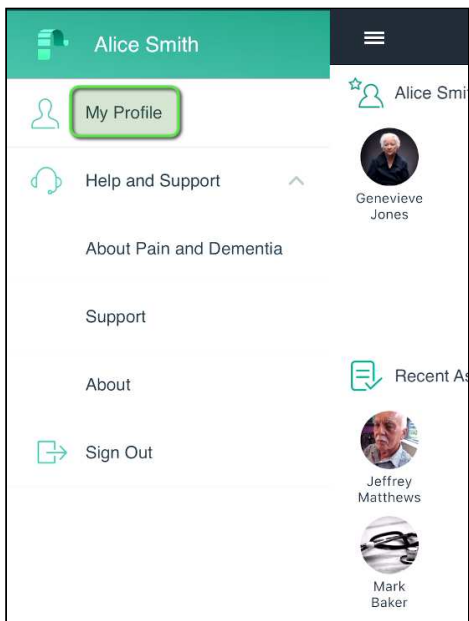 Alice Smith
My Profile
Help and Support
About Pain and Dementia
Support
About
Sign Out
Alice Smi
Genevieve
Jones
Recent As
Jeffrey
Matthews
Mark
Baker